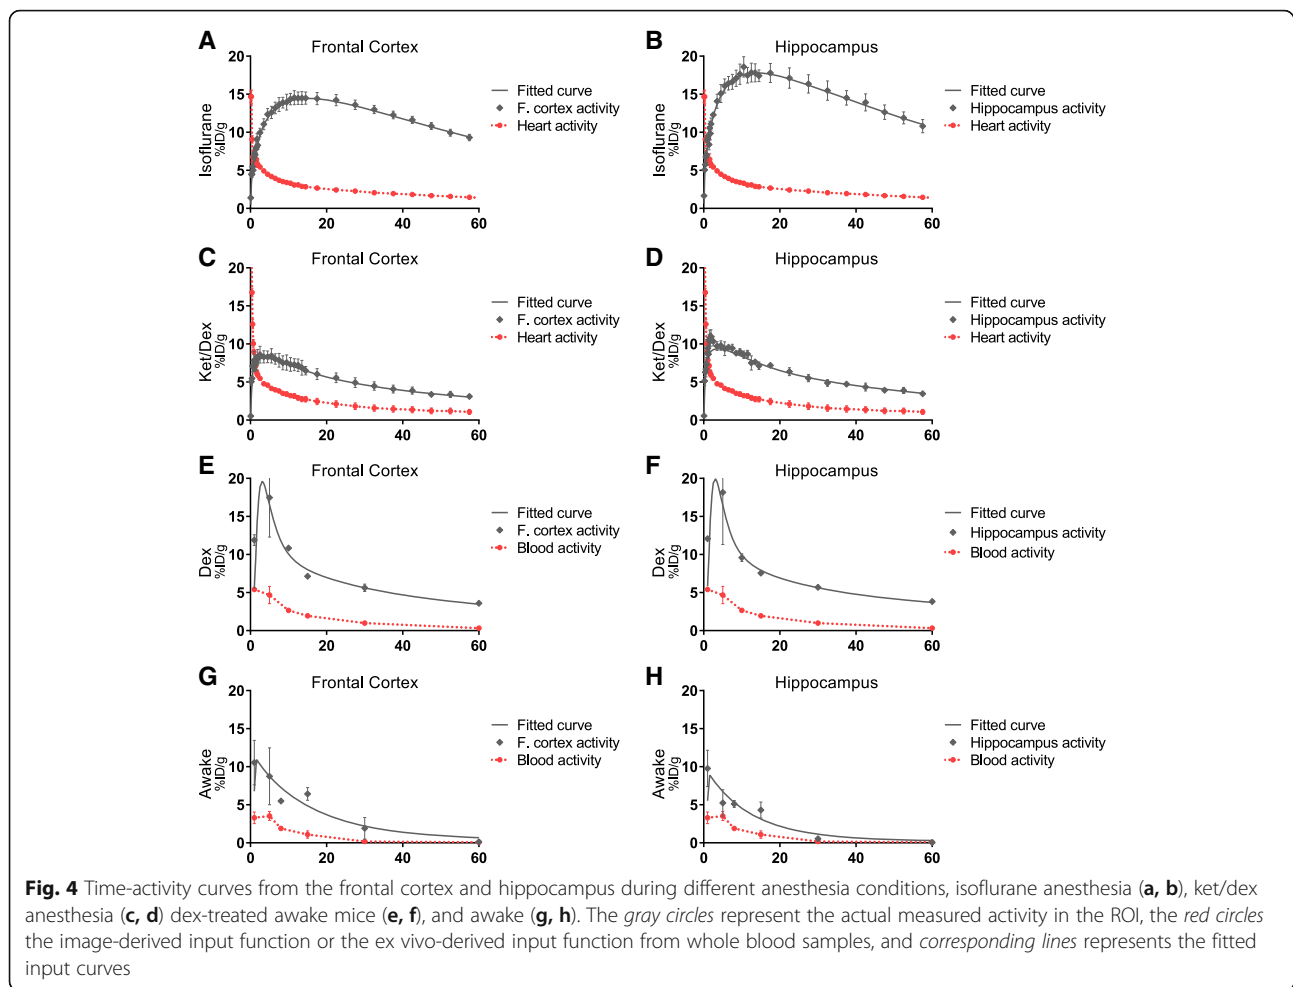 A
Frontal Cortex
Isoflurane
%ID/g
20
15
10
5
0
0 20 40 60
Fitted curve
F. cortex activity
Heart activity
B
Hippocampus
Isoflurane
%ID/g
20
15
10
5
0
0 20 40 60
Fitted curve
Hippocampus activity
Heart activity
C
Frontal Cortex
Ket/Dex
%ID/g
20
15
10
5
0
0 20 40 60
Fitted curve
F. cortex activity
Heart activity
D
Hippocampus
Ket/Dex
%ID/g
20
15
10
5
0
0 20 40 60
Fitted curve
Hippocampus activity
Heart activity
E
Frontal Cortex
Dex
%ID/g
20
15
10
5
0
0 20 40 60
Fitted curve
F. cortex activity
Blood activity
F
Hippocampus
Dex
%ID/g
20
15
10
5
0
0 20 40 60
Fitted curve
Hippocampus activity
Blood activity
G
Frontal Cortex
Awake
%ID/g
20
15
10
5
0
0 20 40 60
Fitted curve
F. cortex activity
Blood activity
H
Hippocampus
Awake
%ID/g
20
15
10
5
0
0 20 40 60
Fitted curve
Hippocampus activity
Blood activity
Fig. 4 Time-activity curves from the frontal cortex and hippocampus during different anesthesia conditions, isoflurane anesthesia (a, b), ket/dex
anesthesia (c, d) dex-treated awake mice (e, f), and awake (g, h). The gray circles represent the actual measured activity in the ROI, the red circles
the image-derived input function or the ex vivo-derived input function from whole blood samples, and corresponding lines represents the fitted
input curves